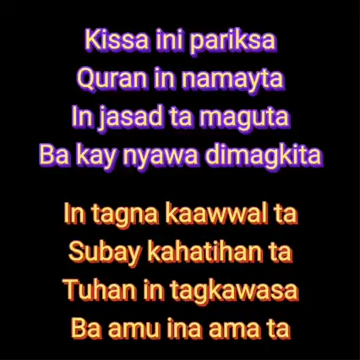 Kissa ini pariksa
Quran in namayta
In jasad ta maguta
Ba kay nyawa dimagkita
In tagna kaawwal ta
Subay kahatihan ta
Tuhan in tagkawasa
Ba amu ina ama ta